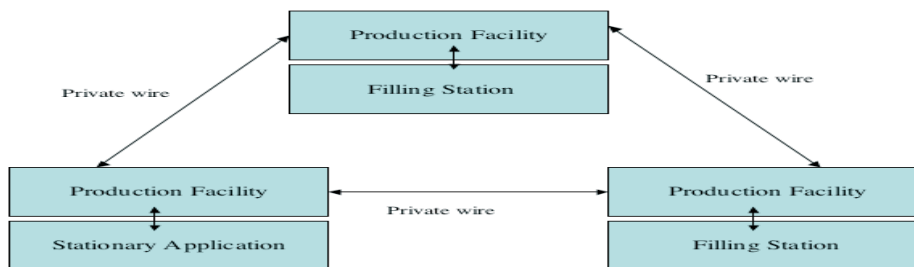 Production Facility
Filling Station
Private wire
Private wire
Production Facility
Stationary Application
Private wire
Production Facility
Filling Station